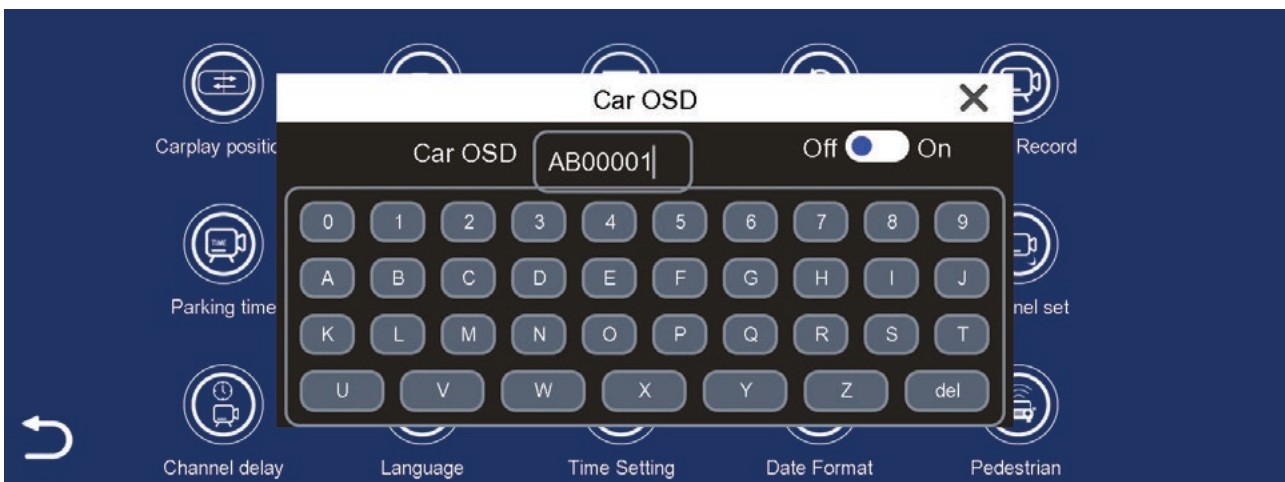 Car OSD
Carplay positic
Car OSD AB00001 Off On
Record
0 1 2 3 4 5 6 7 8 9
A B C D E F G H I J
TIME
Parking time
nel set
K L M N O P Q R S T
U V W X Y Z del
Channel delay Language Time Setting Date Format Pedestrian